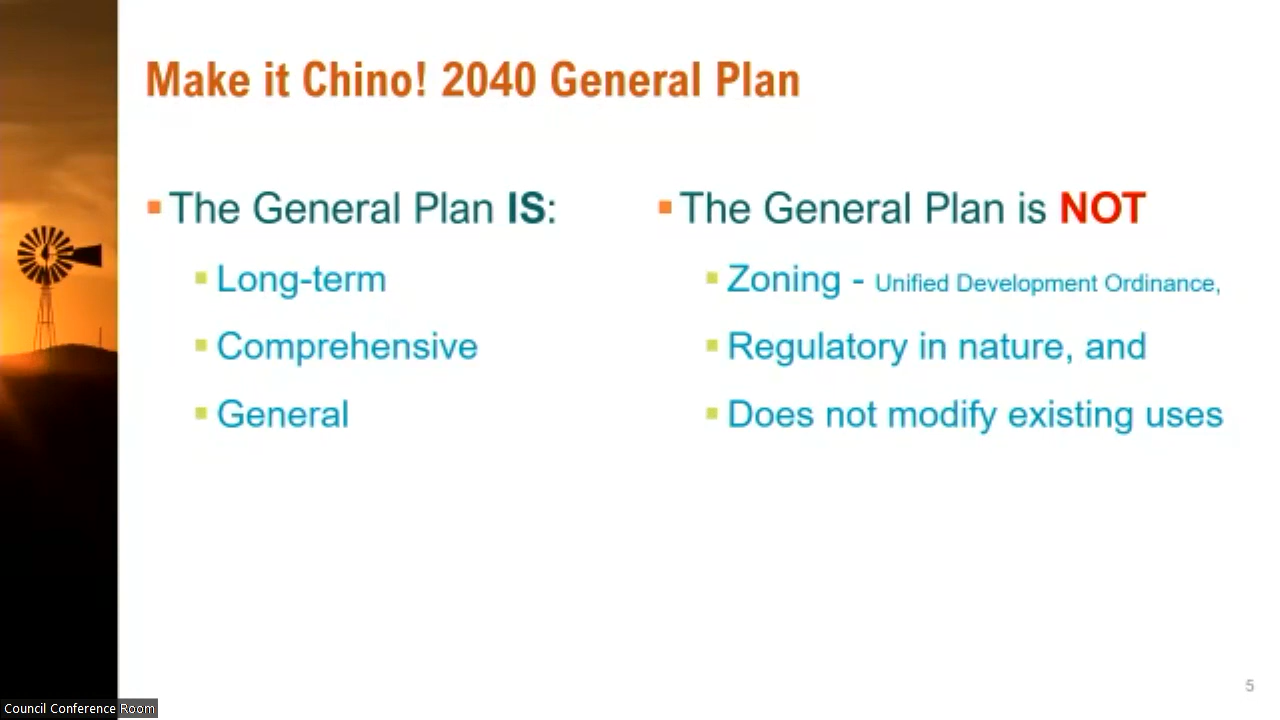 Make it Chino! 2040 General Plan
The General Plan IS:
Long-term
Comprehensive
General
The General Plan is NOT
Zoning - Unified Development Ordinance,
Regulatory in nature, and
Does not modify existing uses
5
Council Conference Room